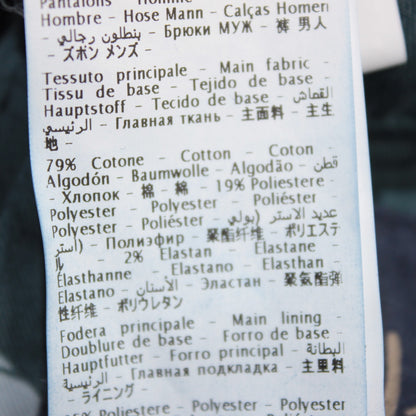 Pantalons - Homme -
Hombre - Hose Mann - Calças Homem
- بنطلون رجالي - Брюки МУЖ - 裤 男人
- ズボン メンズ -
Tessuto principale - Main fabric -
Tissu de base - Tejido de base -
Hauptstoff - Tecido de base - القماش
الرئيسي - Главная ткань - 主面料 - 主生
地 -
79% Cotone - Cotton - Coton -
Algodón - Baumwolle - Algodão - قطن
- Хлопок - 棉 - 綿 - 19% Poliestere -
Polyester - Polyester - Poliéster -
Polyester - Poliéster - عديد الاستر (بولي
استر) - Полиэфир - 聚酯纤维 - ポリエステ
ル - 2% Elastan - Elastane -
Élasthanne - Elastano - Elasthan -
Elastano - الأستان - Эластан - 聚氨酯弹
性纤维 - ポリウレタン
Fodera principale - Main lining -
Doublure de base - Forro de base -
Hauptfutter - Forro principal - البطانة
الرئيسية - Главная подкладка - 主里料
- ライニング -
Poliestere - Polyester -